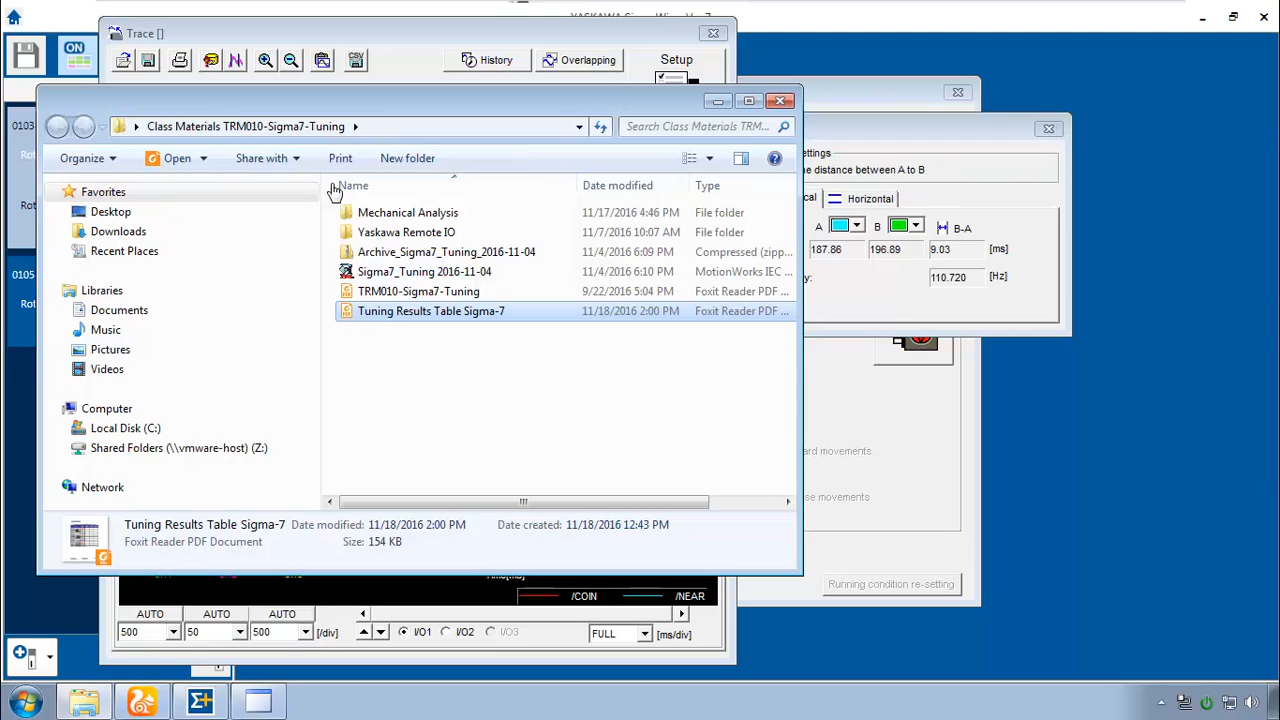 Trace []
ON
History
Overlapping
Setup
CSV
Class Materials TRM010-Sigma7-Tuning
Search Class Materials TRM...
Organize
Open
Share with
Print
New folder
Favorites
Desktop
Downloads
Recent Places
Libraries
Documents
Music
Pictures
Videos
Computer
Local Disk (C:)
Shared Folders (\\vmware-host) (Z:)
Network
Name Date modified Type
Mechanical Analysis 11/17/2016 4:46 PM File folder
Yaskawa Remote IO 11/7/2016 10:07 AM File folder
Archive_Sigma7_Tuning_2016-11-04 11/4/2016 6:09 PM Compressed (zipp...
Sigma7_Tuning 2016-11-04 11/4/2016 6:10 PM MotionWorks IEC ...
TRM010-Sigma7-Tuning 9/22/2016 5:04 PM Foxit Reader PDF ...
Tuning Results Table Sigma-7 11/18/2016 2:00 PM Foxit Reader PDF ...
Tuning Results Table Sigma-7 Date modified: 11/18/2016 2:00 PM Date created: 11/18/2016 12:43 PM
Foxit Reader PDF Document Size: 154 KB
0103
Rot
0105
Rot
ettings
he distance between A to B
cal Horizontal
A B B-A
187.86 196.89 9.03 [ms]
y: 110.720 [Hz]
ard movements
se movements
Running condition re-setting
/COIN /NEAR
AUTO AUTO AUTO
500 50 500 [/div]
I/O1 I/O2 I/O3
FULL [ms/div]